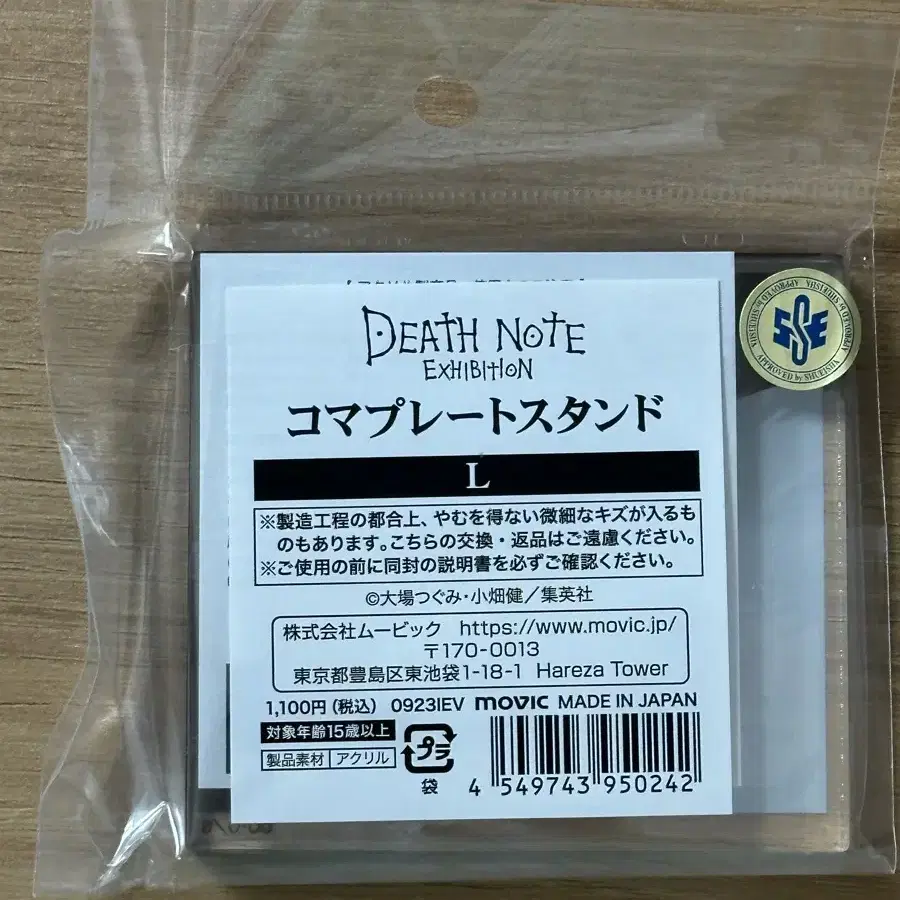 DEATH NOTE
EXHIBITION
コマプレートスタンド
L
※製造工程の都合上、やむを得ない微細なキズが入るも
のもあります。こちらの交換・返品はご遠慮ください。
※ご使用の前に同封の説明書を必ずご確認ください。
©大場つぐみ・小畑健／集英社
株式会社ムービック https://www.movic.jp/
〒170-0013
東京都豊島区東池袋1-18-1 Hareza Tower
1,100円（税込） 0923IEV movic MADE IN JAPAN
対象年齢15歳以上
製品素材 アクリル
プラ
袋
4 549743 950242
SSE
APPROVED by SHUEISHA